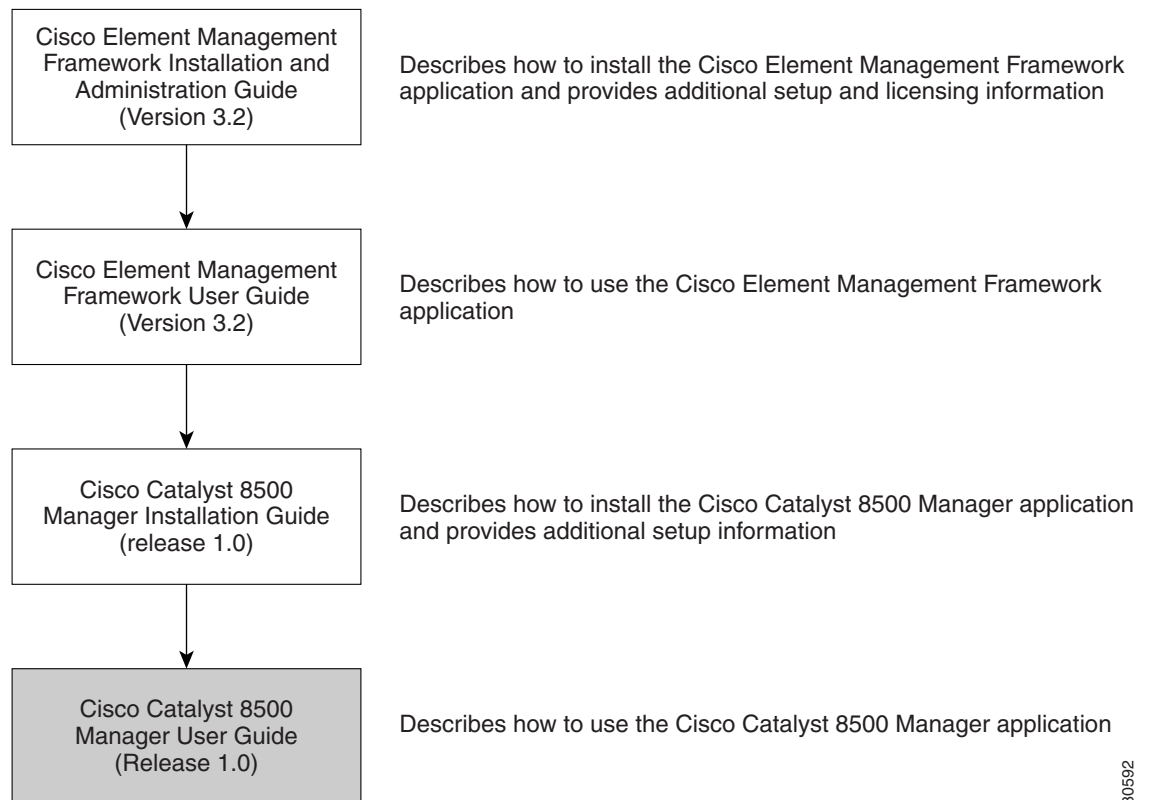 Cisco Element Management
Framework Installation and
Administration Guide
(Version 3.2)
Describes how to install the Cisco Element Management Framework
application and provides additional setup and licensing information
Cisco Element Management
Framework User Guide
(Version 3.2)
Describes how to use the Cisco Element Management Framework
application
Cisco Catalyst 8500
Manager Installation Guide
(release 1.0)
Describes how to install the Cisco Catalyst 8500 Manager application
and provides additional setup information
Cisco Catalyst 8500
Manager User Guide
(Release 1.0)
Describes how to use the Cisco Catalyst 8500 Manager application
30592